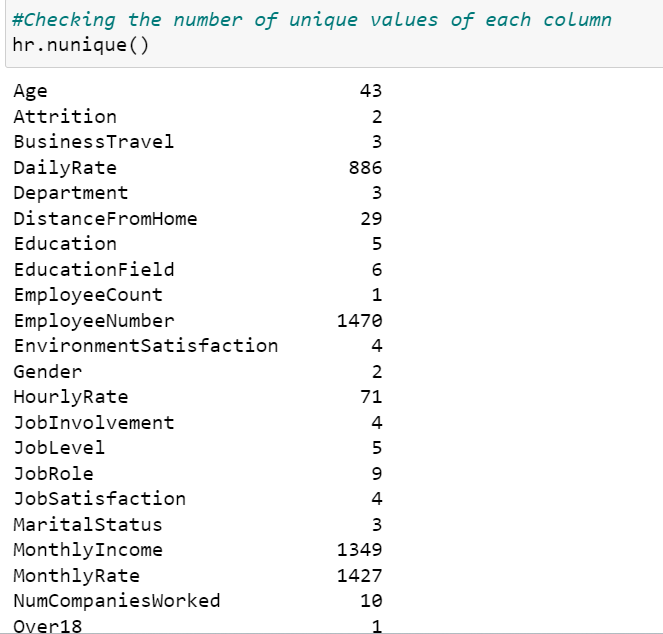 #Checking the number of unique values of each column
hr.nunique()
Age 43
Attrition 2
BusinessTravel 3
DailyRate 886
Department 3
DistanceFromHome 29
Education 5
EducationField 6
EmployeeCount 1
EmployeeNumber 1470
EnvironmentSatisfaction 4
Gender 2
HourlyRate 71
JobInvolvement 4
JobLevel 5
JobRole 9
JobSatisfaction 4
MaritalStatus 3
MonthlyIncome 1349
MonthlyRate 1427
NumCompaniesWorked 10
Over18 1